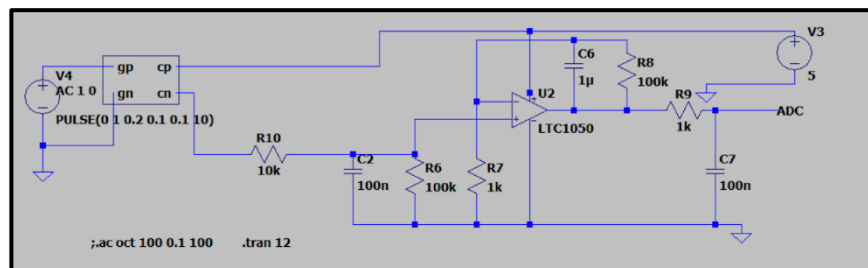 V3
5
V4
AC 1 0
gp cp
gn cn
PULSE(0 1 0.2 0.1 0.1 10)
C6
1µ
R8
100k
U2
LTC1050
R9
1k
ADC
R10
10k
C2
100n
R6
100k
R7
1k
C7
100n
;.ac oct 100 0.1 100 .tran 12